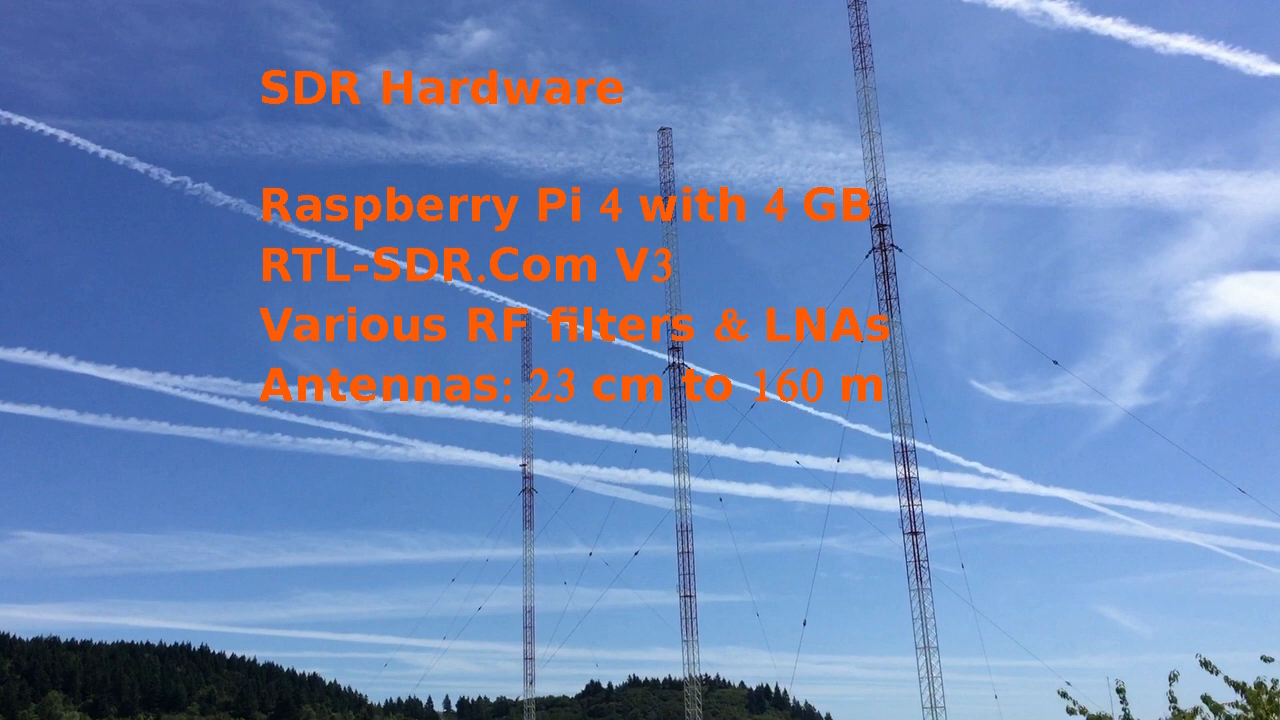 SDR Hardware
Raspberry Pi 4 with 4 GB
RTL-SDR.Com V3
Various RF filters & LNAs
Antennas: 23 cm to 160 m